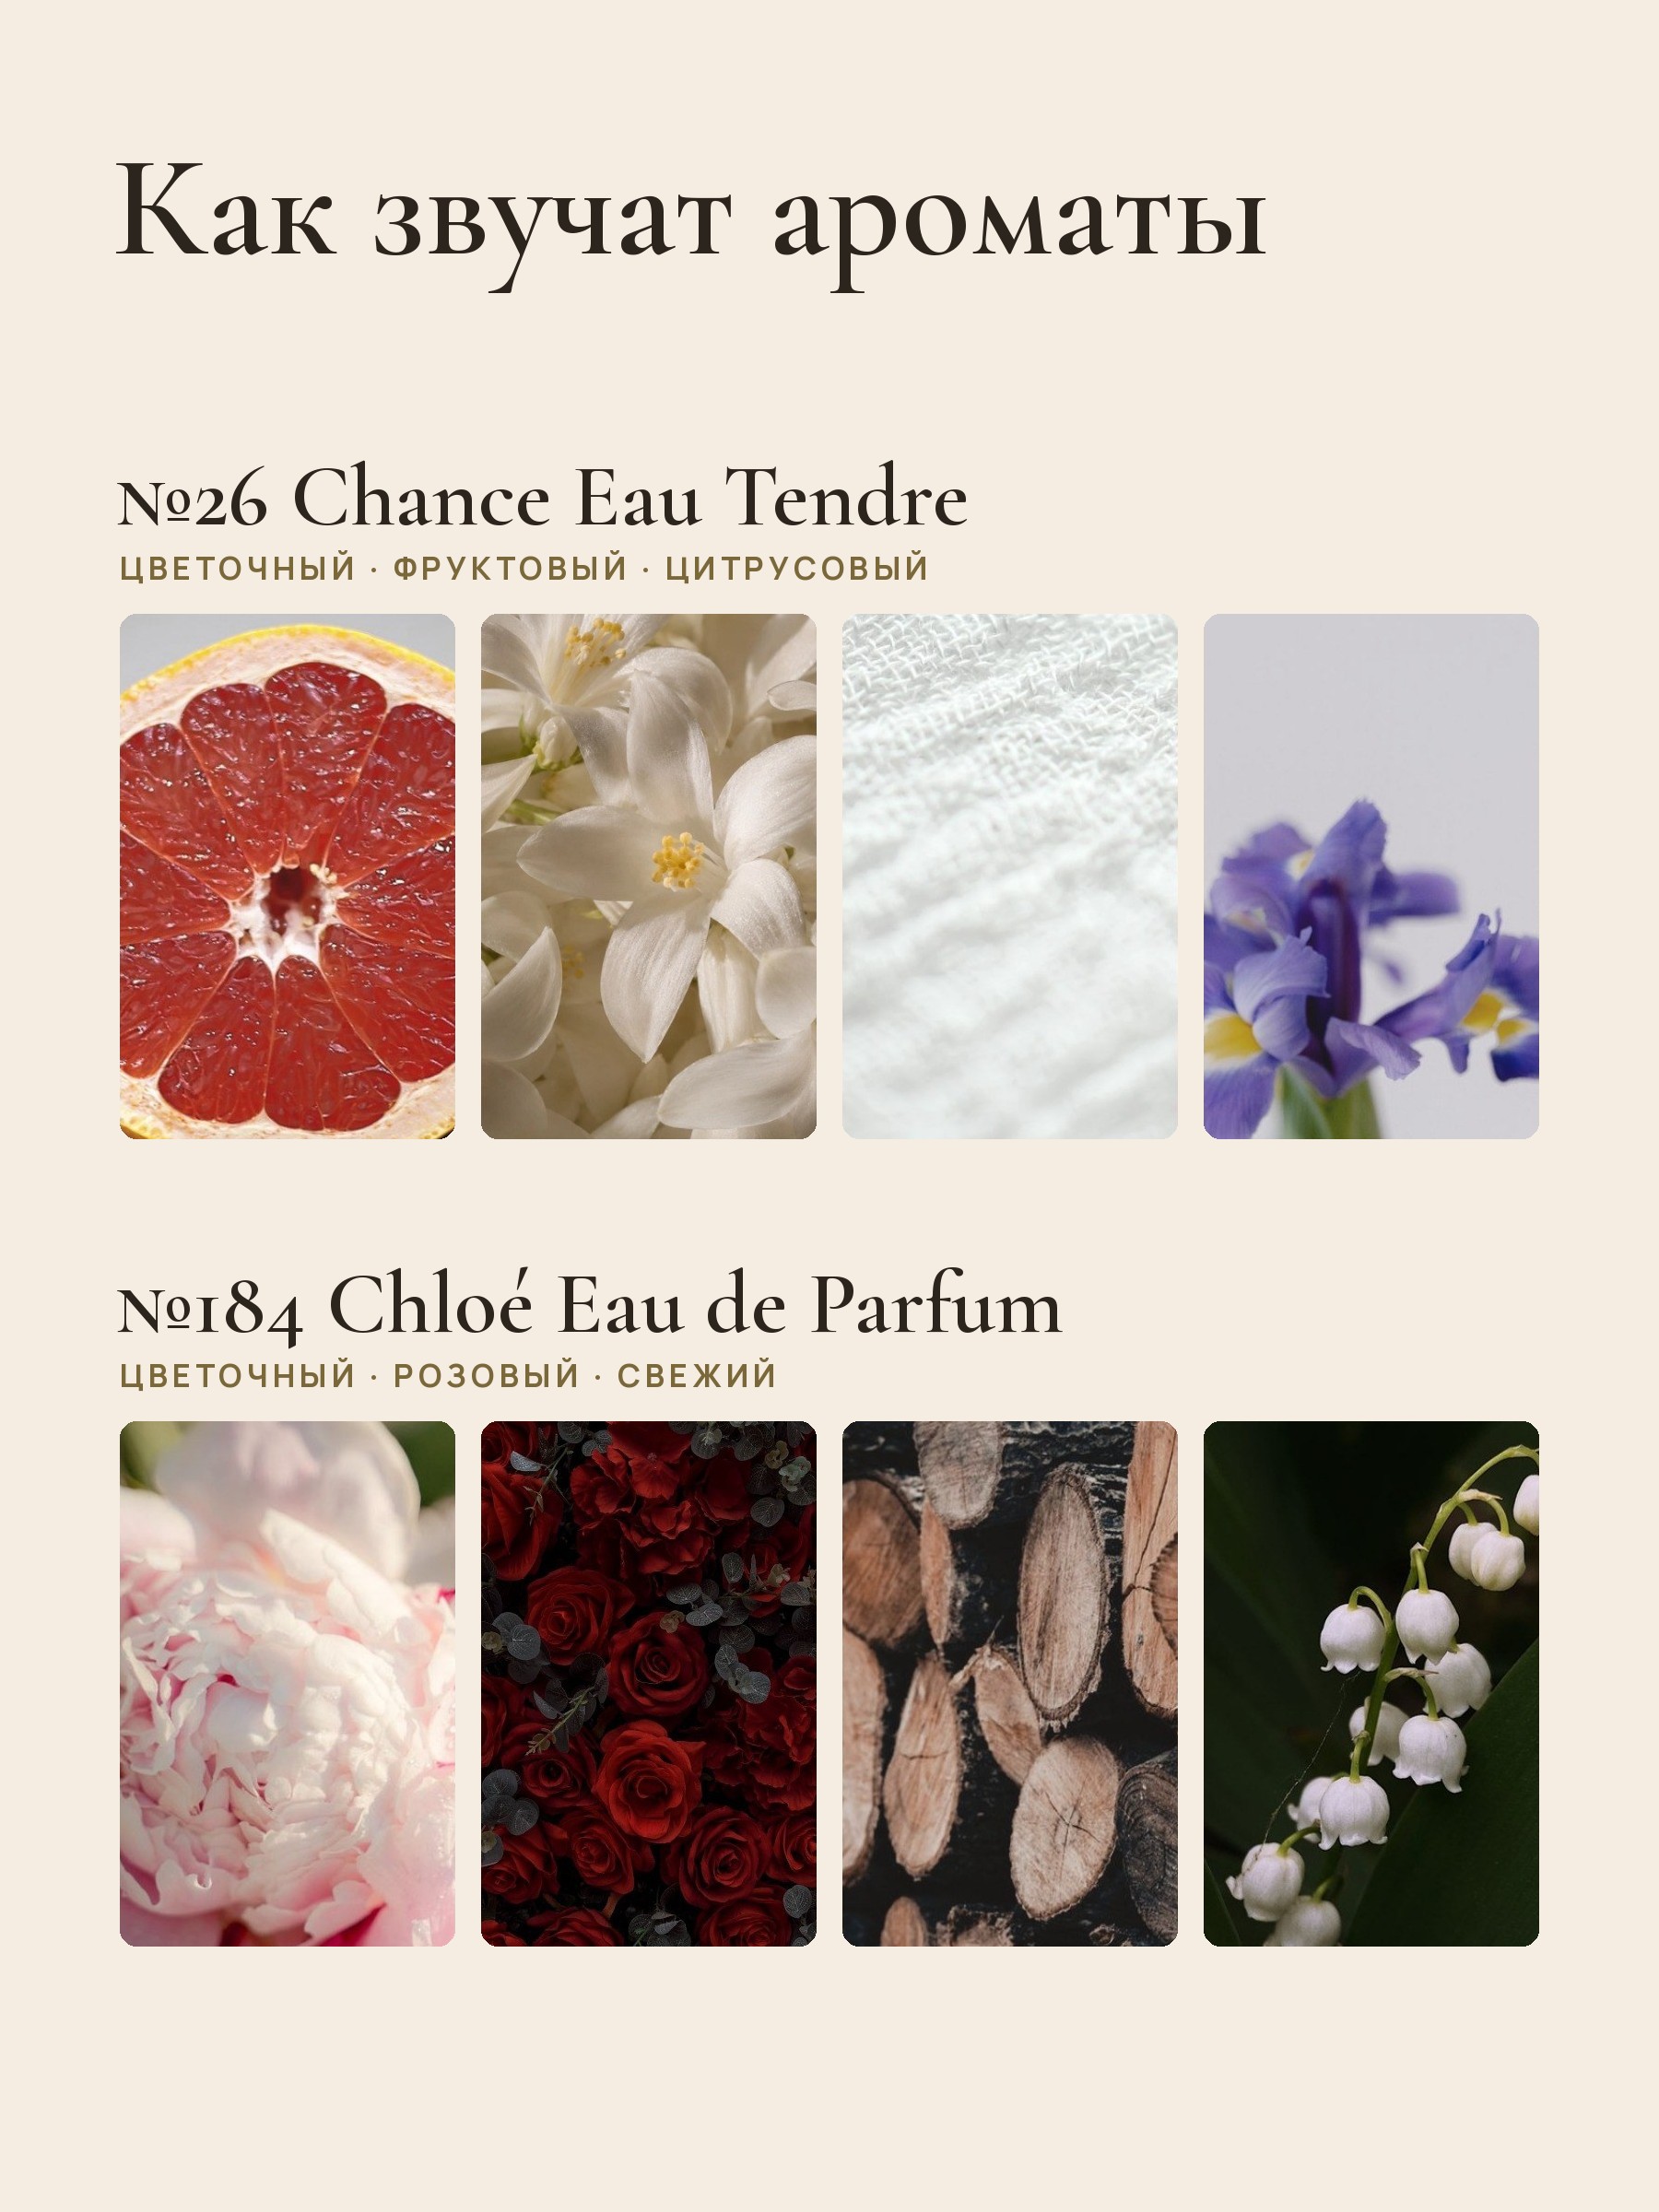 Как звучат ароматы
№26 Chance Eau Tendre
ЦВЕТОЧНЫЙ · ФРУКТОВЫЙ · ЦИТРУСОВЫЙ
№184 Chloé Eau de Parfum
ЦВЕТОЧНЫЙ · РОЗОВЫЙ · СВЕЖИЙ